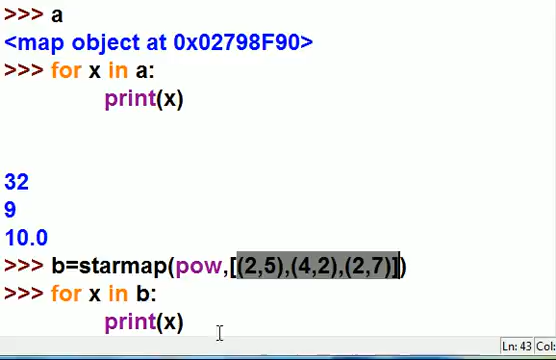 >>> a
<map object at 0x02798F90>
>>> for x in a:
print(x)
32
9
10.0
>>> b=starmap(pow,[(2,5),(4,2),(2,7)])
>>> for x in b:
print(x)
Ln: 43 Col: